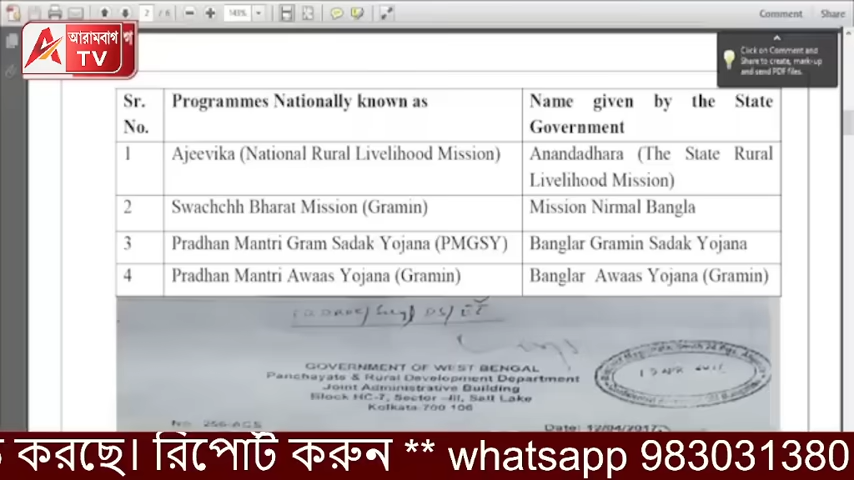 2 / 6
143%
Comment
Share
আরামবাগ
TV
Click on Comment and
Share to create, mark-up
and send PDF files.
Sr. No.
Programmes Nationally known as
Name given by the State Government
1
Ajeevika (National Rural Livelihood Mission)
Anandadhara (The State Rural Livelihood Mission)
2
Swachchh Bharat Mission (Gramin)
Mission Nirmal Bangla
3
Pradhan Mantri Gram Sadak Yojana (PMGSY)
Banglar Gramin Sadak Yojana
4
Pradhan Mantri Awaas Yojana (Gramin)
Banglar Awaas Yojana (Gramin)
GOVERNMENT OF WEST BENGAL
Panchayats & Rural Development Department
Joint Administrative Building
Block HC-7, Sector -III, Salt Lake
Kolkata-700 106
Date: 12/04/2017
করছে। রিপোর্ট করুন ** whatsapp 983031380